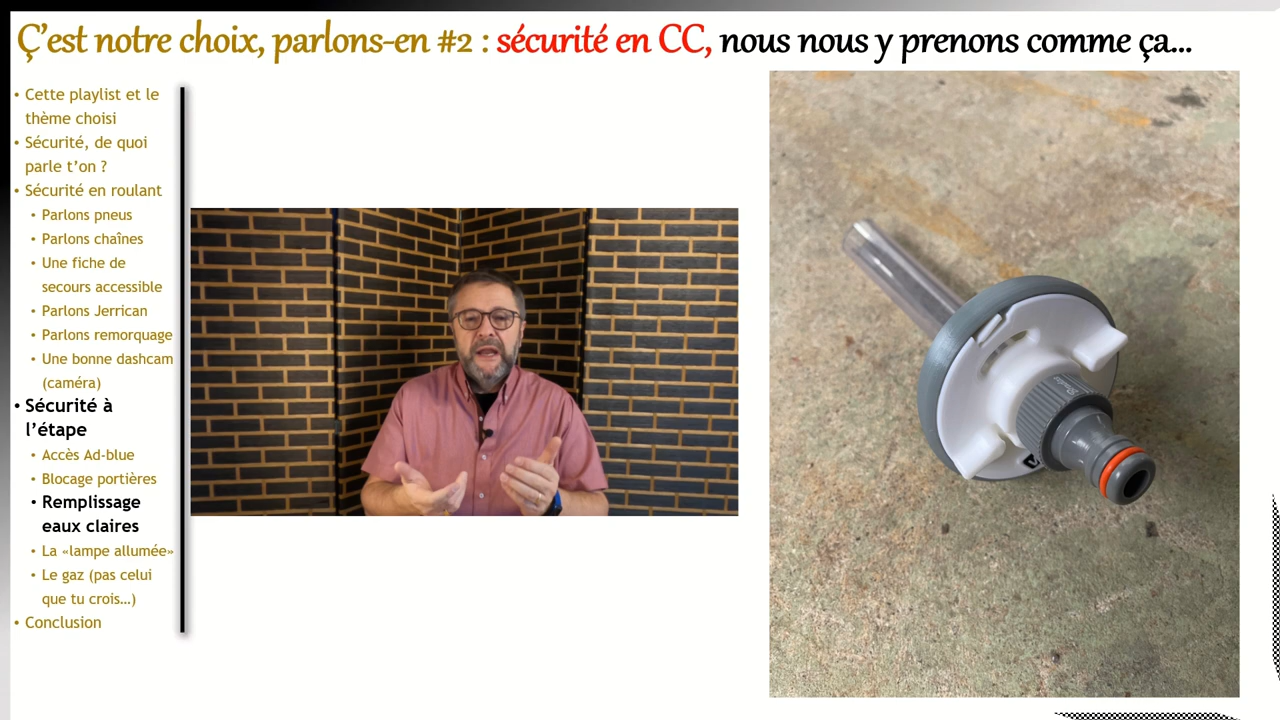 Ç'est notre choix, parlons-en #2 : sécurité en CC, nous nous y prenons comme ça...
• Cette playlist et le
thème choisi
• Sécurité, de quoi
parle t'on ?
• Sécurité en roulant
• Parlons pneus
• Parlons chaînes
• Une fiche de
secours accessible
• Parlons Jerrican
• Parlons remorquage
• Une bonne dashcam
(caméra)
• Sécurité à
l'étape
• Accès Ad-blue
• Blocage portières
• Remplissage
eaux claires
• La «lampe allumée»
• Le gaz (pas celui
que tu crois…)
• Conclusion